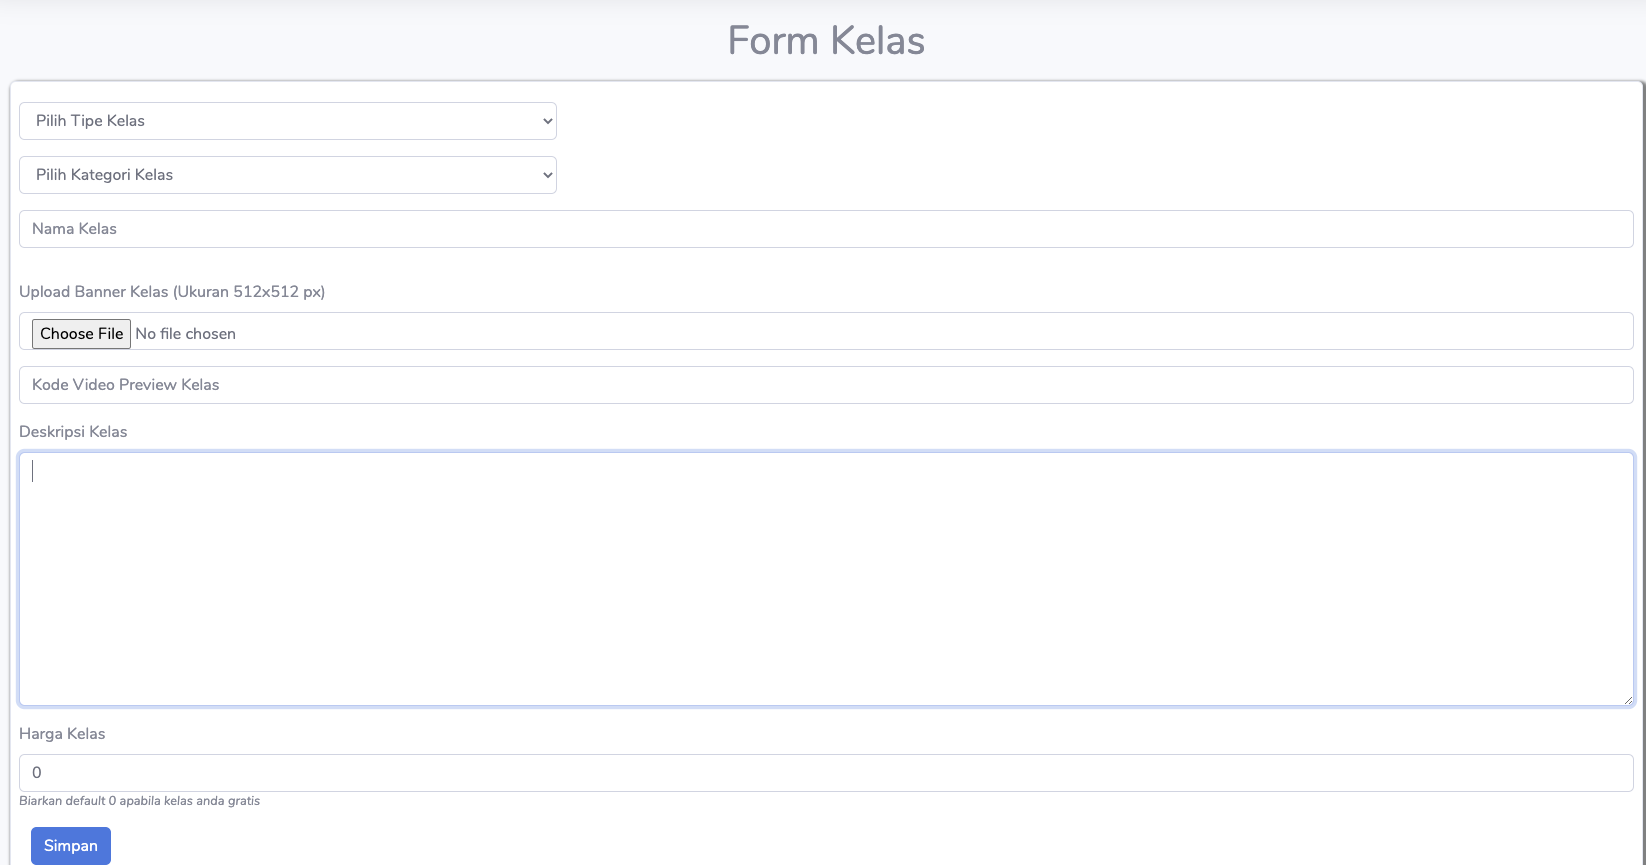 Form Kelas
Pilih Tipe Kelas
Pilih Kategori Kelas
Nama Kelas
Upload Banner Kelas (Ukuran 512x512 px)
Choose File No file chosen
Kode Video Preview Kelas
Deskripsi Kelas
Harga Kelas
0
Biarkan default 0 apabila kelas anda gratis
Simpan